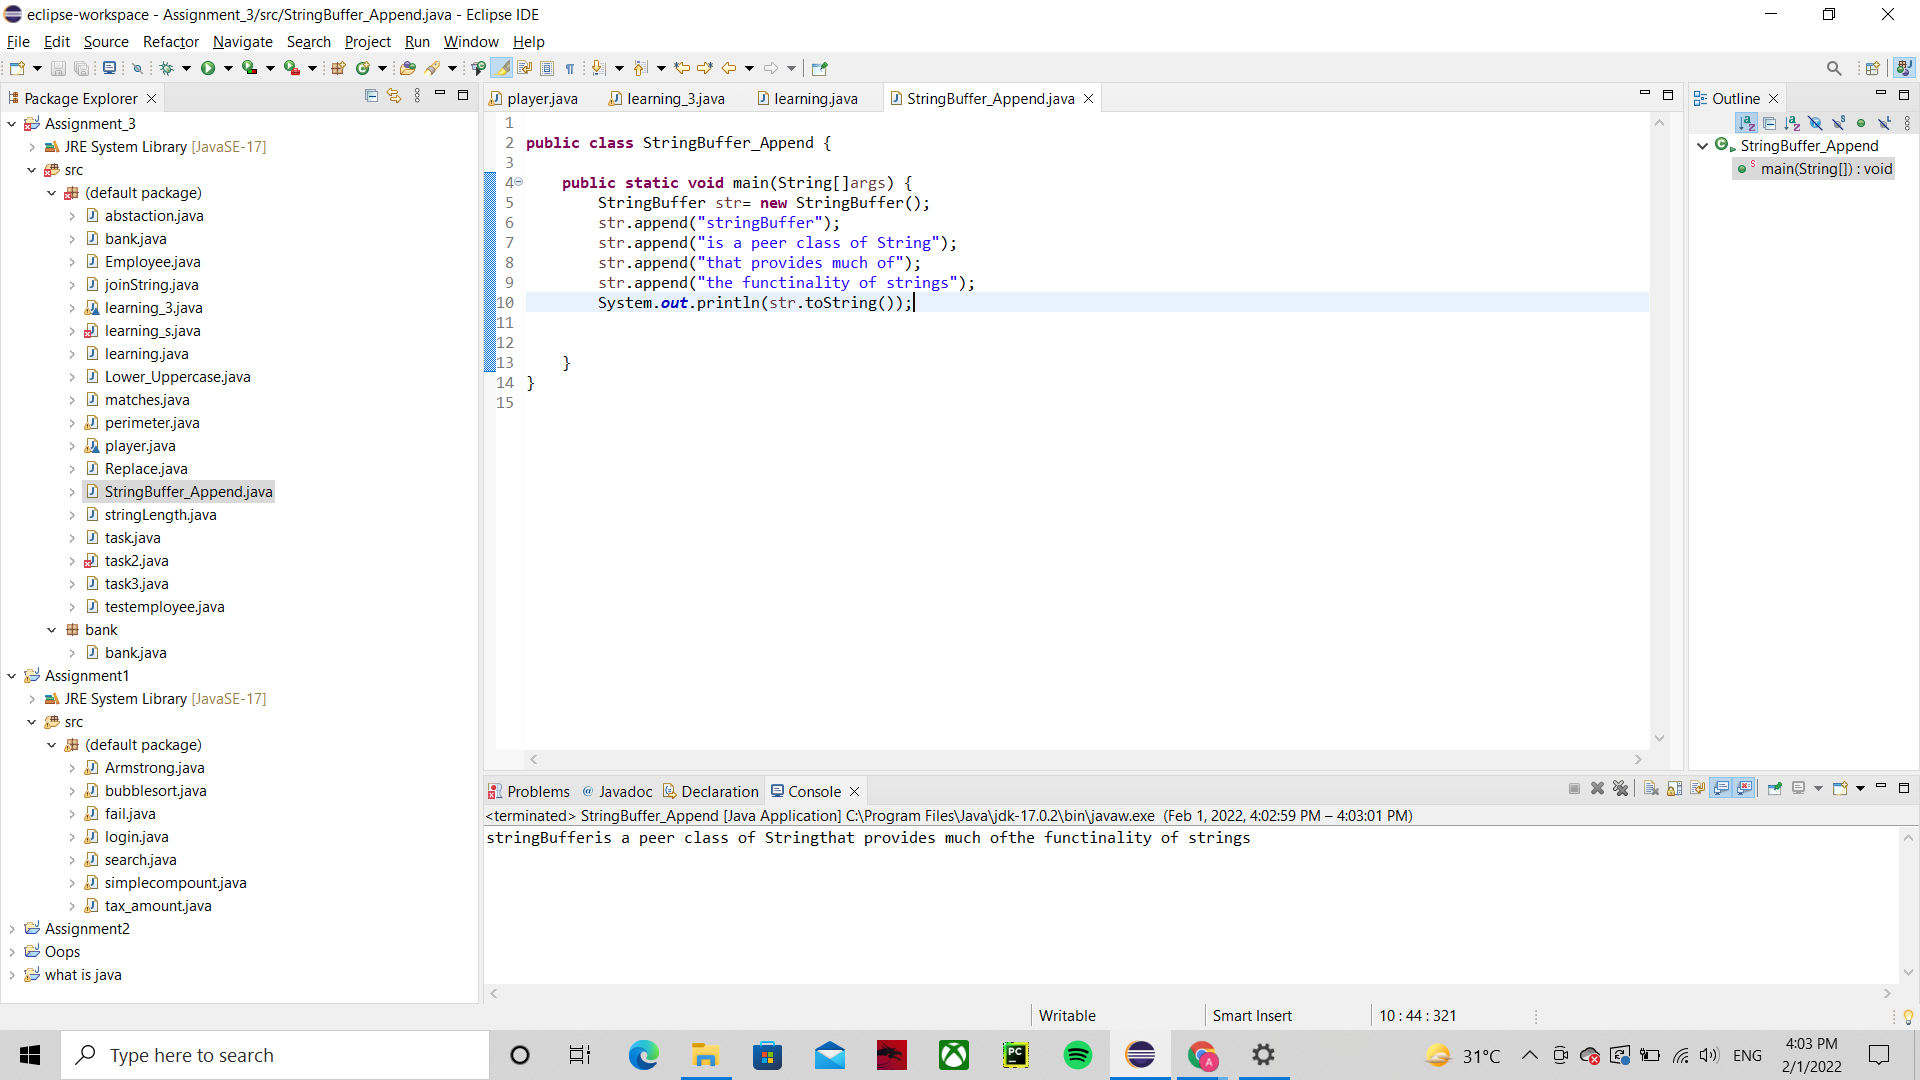 eclipse-workspace - Assignment_3/src/StringBuffer_Append.java - Eclipse IDE
File Edit Source Refactor Navigate Search Project Run Window Help
Package Explorer
Assignment_3
JRE System Library [JavaSE-17]
src
(default package)
abstaction.java
bank.java
Employee.java
joinString.java
learning_3.java
learning_s.java
learning.java
Lower_Uppercase.java
matches.java
perimeter.java
player.java
Replace.java
StringBuffer_Append.java
stringLength.java
task.java
task2.java
task3.java
testemployee.java
bank
bank.java
Assignment1
JRE System Library [JavaSE-17]
src
(default package)
Armstrong.java
bubblesort.java
fail.java
login.java
search.java
simplecompount.java
tax_amount.java
Assignment2
Oops
what is java
player.java learning_3.java learning.java StringBuffer_Append.java
1
2 public class StringBuffer_Append {
3
4 public static void main(String[]args) {
5 StringBuffer str= new StringBuffer();
6 str.append("stringBuffer");
7 str.append("is a peer class of String");
8 str.append("that provides much of");
9 str.append("the functinality of strings");
10 System.out.println(str.toString());
11
12
13 }
14 }
15
Outline
StringBuffer_Append
main(String[]) : void
Problems @ Javadoc Declaration Console
<terminated> StringBuffer_Append [Java Application] C:\Program Files\Java\jdk-17.0.2\bin\javaw.exe (Feb 1, 2022, 4:02:59 PM – 4:03:01 PM)
stringBufferis a peer class of Stringthat provides much ofthe functinality of strings
Writable Smart Insert 10 : 44 : 321
Type here to search
PC
A
31°C
ENG
4:03 PM
2/1/2022